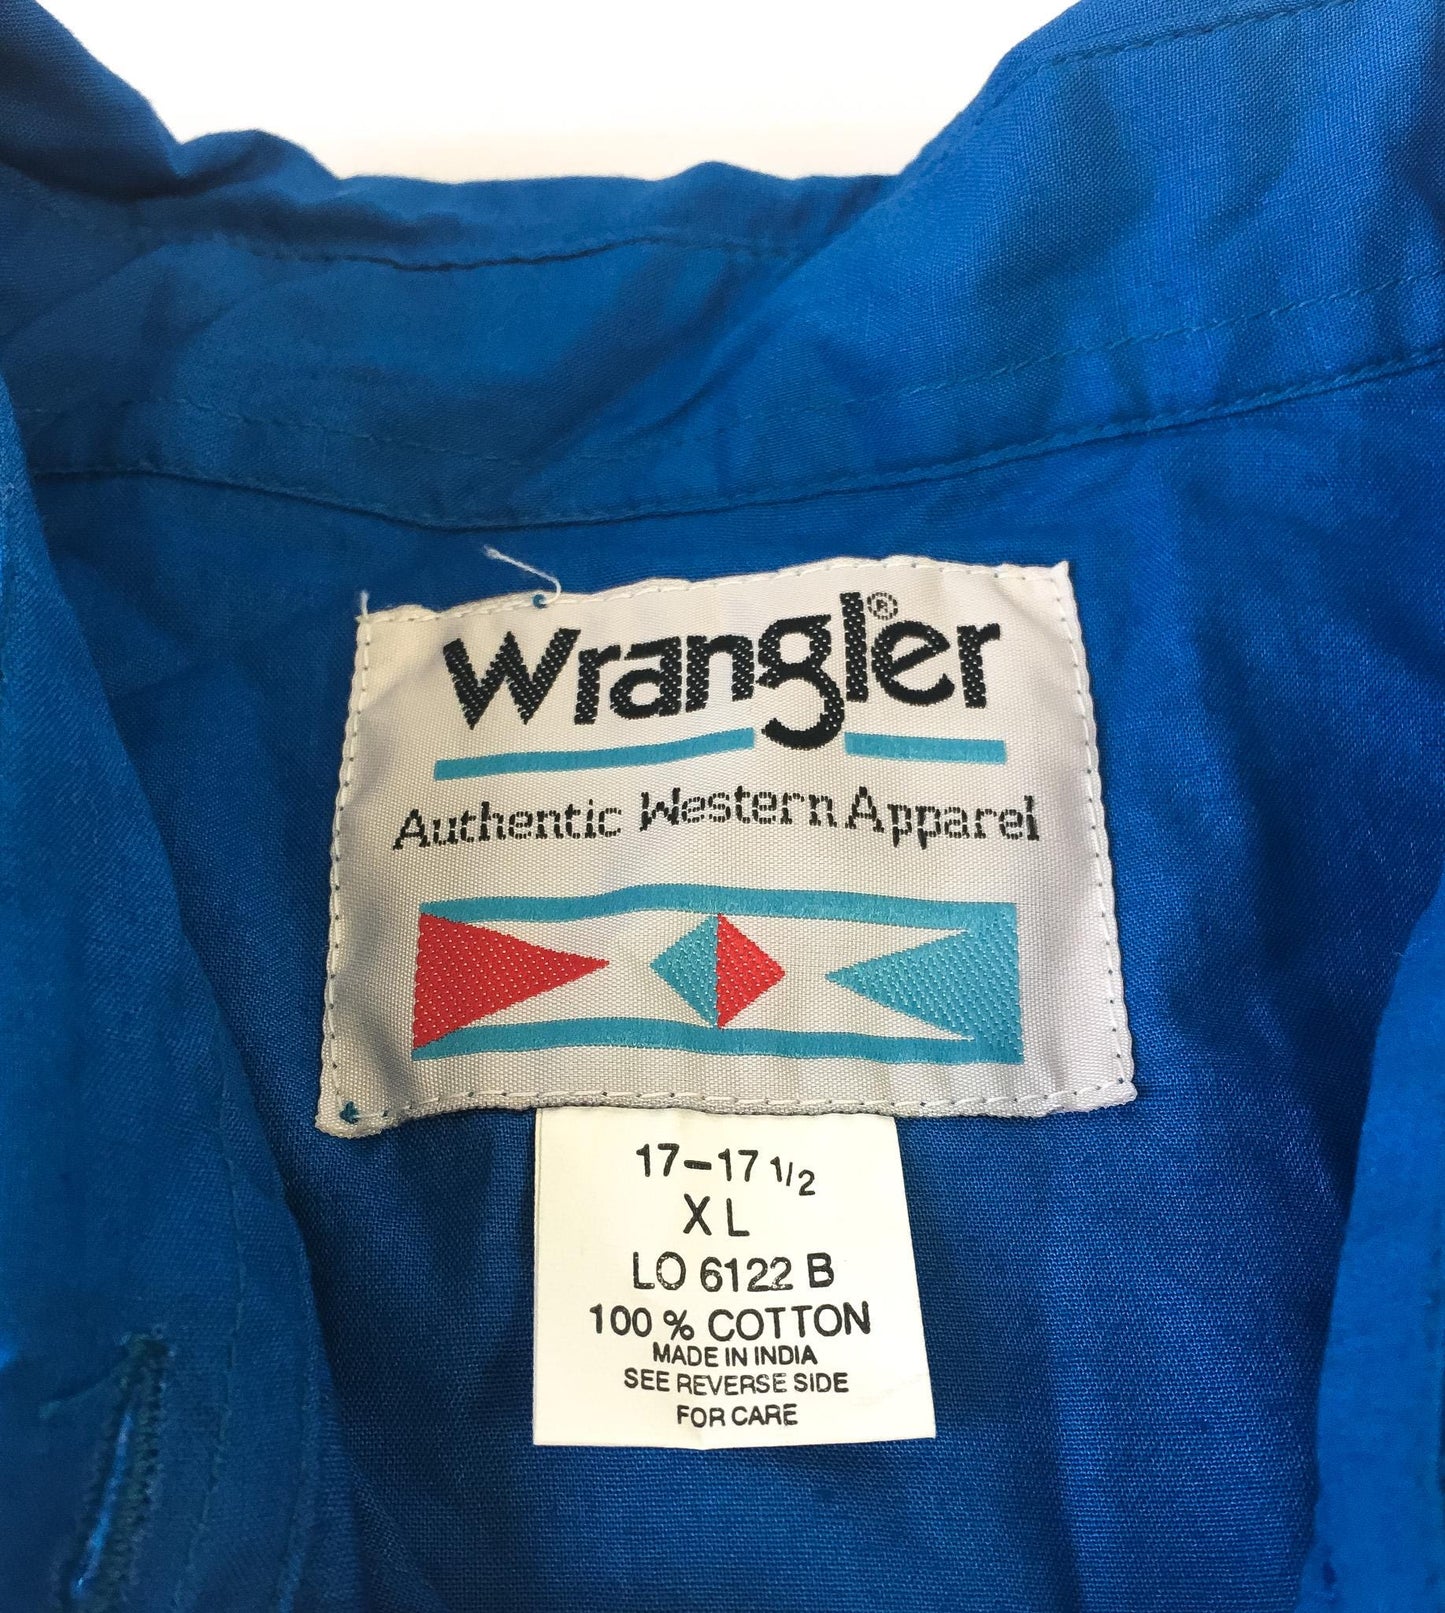 Wrangler®
Authentic Western Apparel
17-17 1/2
XL
LO 6122 B
100 % COTTON
MADE IN INDIA
SEE REVERSE SIDE
FOR CARE